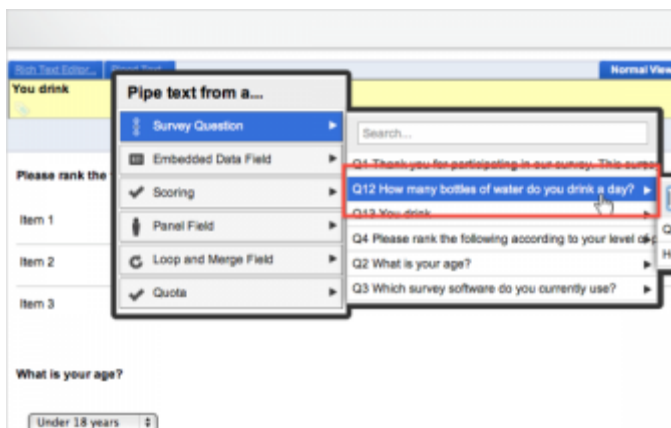 Rich Text Editor... Piped Text...
Normal View
You drink
Pipe text from a...
Survey Question
Search...
Embedded Data Field
Q1 Thank you for participating in our survey. This
Please rank the
Scoring
Q12 How many bottles of water do you drink a day?
Item 1
Panel Field
Q13 You drink
Q4 Please rank the following according to your level of
Item 2
Loop and Merge Field
Q2 What is your age?
Item 3
Quota
Q3 Which survey software do you currently use?
What is your age?
Under 18 years